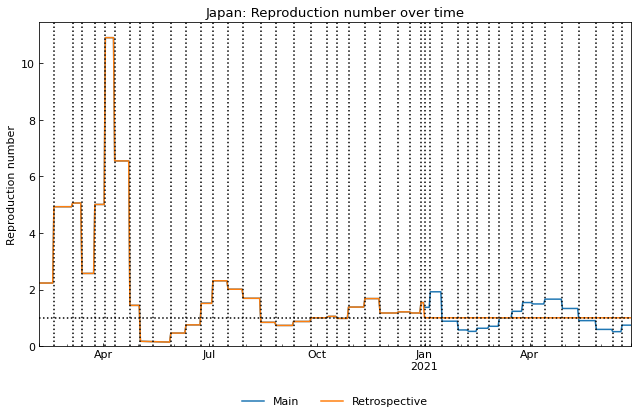 Japan: Reproduction number over time
Reproduction number
10
8
6
4
2
0
Apr
Jul
Oct
Jan
2021
Apr
Main
Retrospective